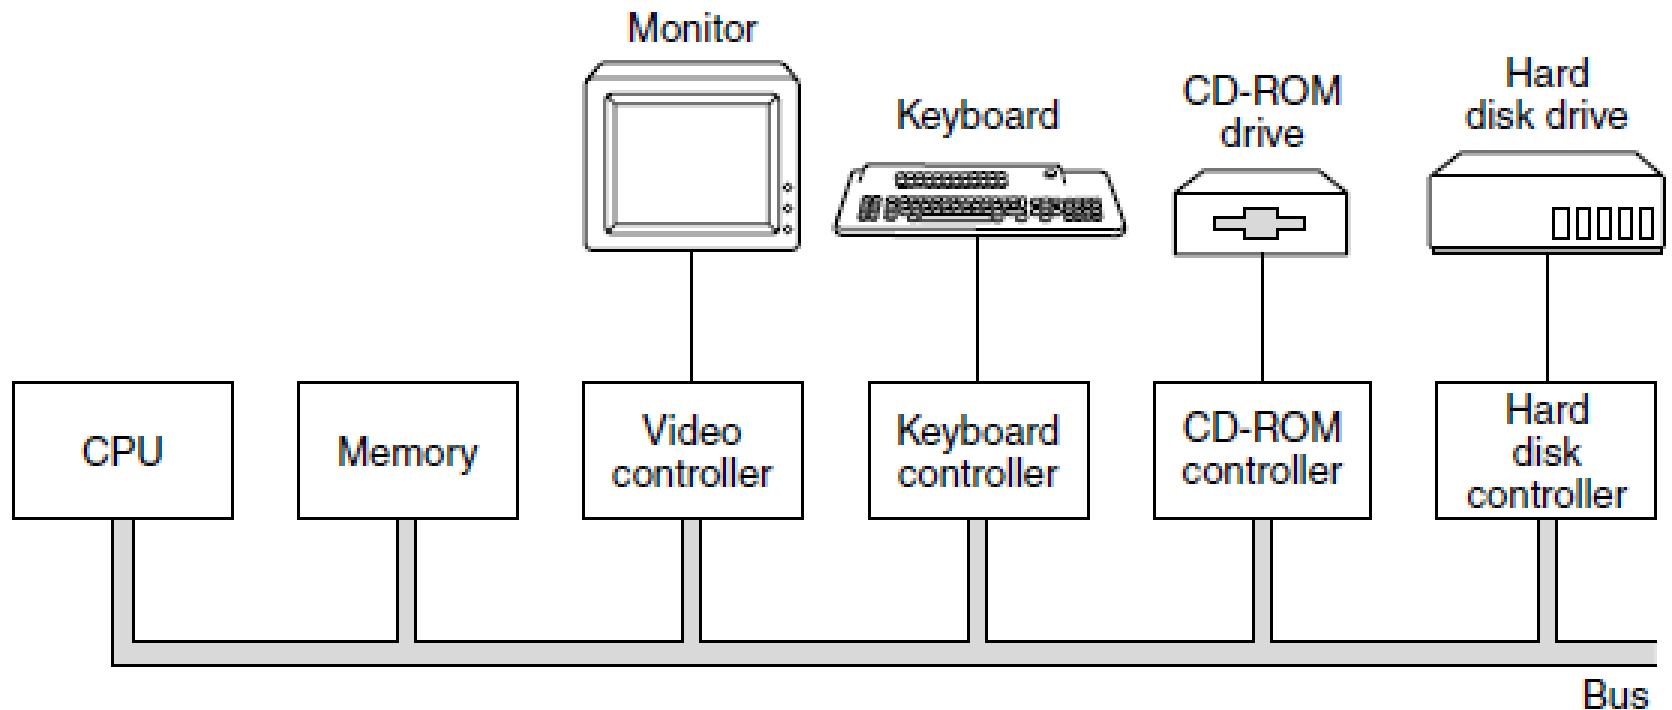 Monitor
Keyboard
CD-ROM
drive
Hard
disk drive
CPU
Memory
Video
controller
Keyboard
controller
CD-ROM
controller
Hard
disk
controller
Bus